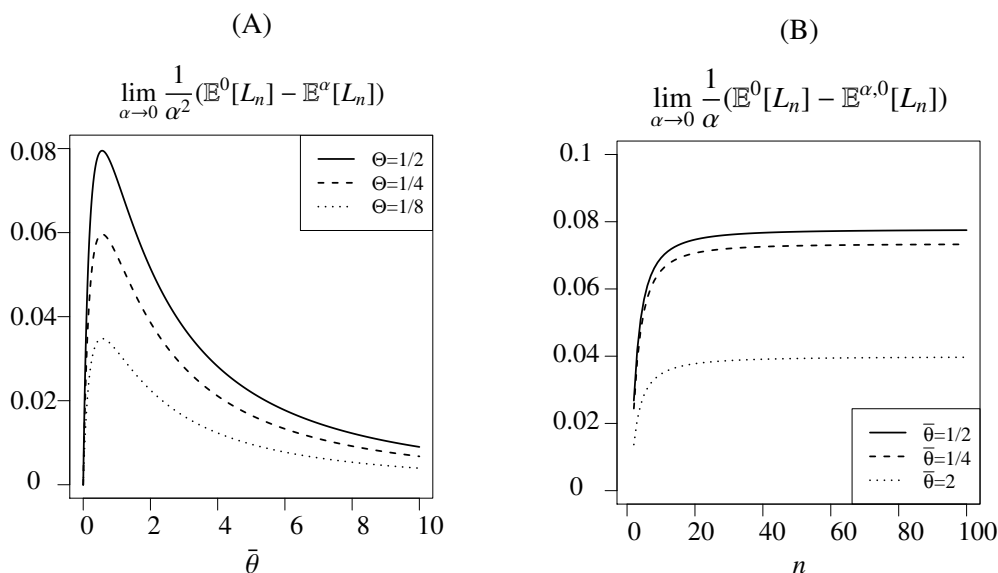 (A)
lim_{α→0} 1/α² (𝔼⁰[Lₙ] − 𝔼^α[Lₙ])
0.08
0.06
0.04
0.02
0
Θ=1/2
Θ=1/4
Θ=1/8
0 2 4 6 8 10
θ̄
(B)
lim_{α→0} 1/α (𝔼⁰[Lₙ] − 𝔼^{α,0}[Lₙ])
0.1
0.08
0.06
0.04
0.02
0
θ̄=1/2
θ̄=1/4
θ̄=2
0 20 40 60 80 100
n